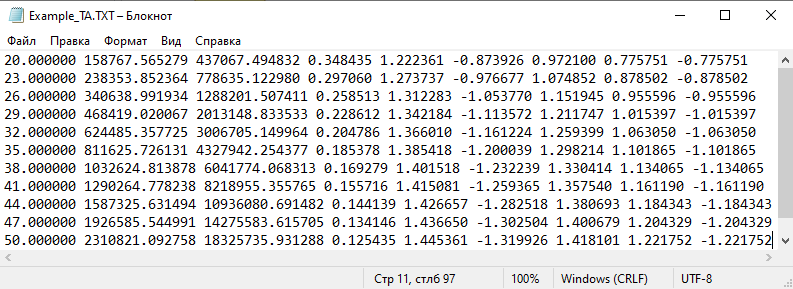 Example_TA.TXT – Блокнот
Файл Правка Формат Вид Справка
20.000000 158767.565279 437067.494832 0.348435 1.222361 -0.873926 0.972100 0.775751 -0.775751
23.000000 238353.852364 778635.122980 0.297060 1.273737 -0.976677 1.074852 0.878502 -0.878502
26.000000 340638.991934 1288201.507411 0.258513 1.312283 -1.053770 1.151945 0.955596 -0.955596
29.000000 468419.020067 2013148.833533 0.228612 1.342184 -1.113572 1.211747 1.015397 -1.015397
32.000000 624485.357725 3006705.149964 0.204786 1.366010 -1.161224 1.259399 1.063050 -1.063050
35.000000 811625.726131 4327942.254377 0.185378 1.385418 -1.200039 1.298214 1.101865 -1.101865
38.000000 1032624.813878 6041774.068313 0.169279 1.401518 -1.232239 1.330414 1.134065 -1.134065
41.000000 1290264.778238 8218955.355765 0.155716 1.415081 -1.259365 1.357540 1.161190 -1.161190
44.000000 1587325.631494 10936080.691482 0.144139 1.426657 -1.282518 1.380693 1.184343 -1.184343
47.000000 1926585.544991 14275583.615705 0.134146 1.436650 -1.302504 1.400679 1.204329 -1.204329
50.000000 2310821.092758 18325735.931288 0.125435 1.445361 -1.319926 1.418101 1.221752 -1.221752
Стр 11, стлб 97 100% Windows (CRLF) UTF-8